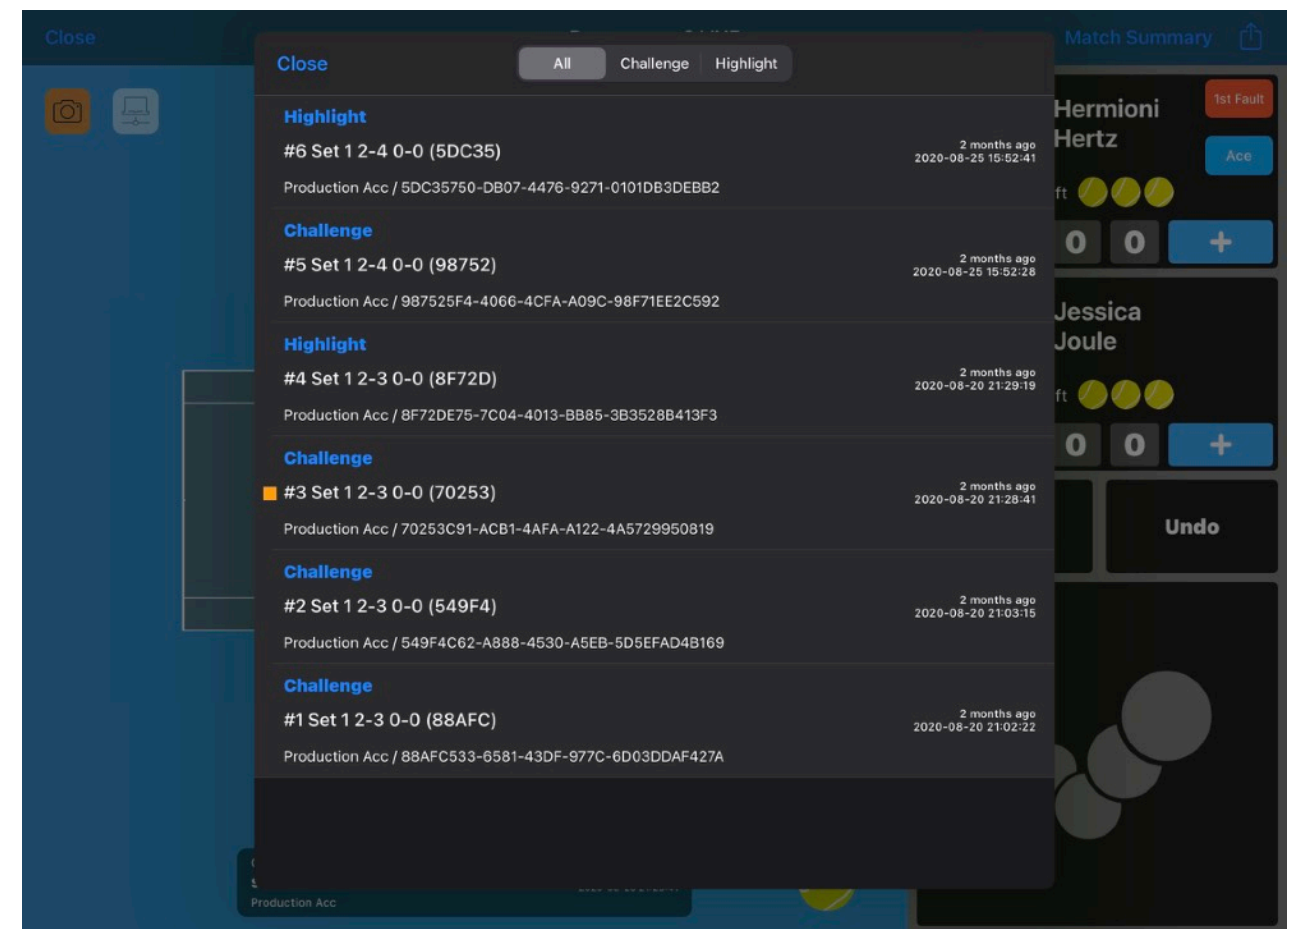 Close
Match Summary
Close
All
Challenge
Highlight
Highlight
#6 Set 1 2-4 0-0 (5DC35)
2 months ago
2020-08-25 15:52:41
Production Acc / 5DC35750-DB07-4476-9271-0101DB3DEBB2
Challenge
#5 Set 1 2-4 0-0 (98752)
2 months ago
2020-08-25 15:52:28
Production Acc / 987525F4-4066-4CFA-A09C-98F71EE2C592
Highlight
#4 Set 1 2-3 0-0 (8F72D)
2 months ago
2020-08-20 21:29:19
Production Acc / 8F72DE75-7C04-4013-BB85-3B3528B413F3
Challenge
#3 Set 1 2-3 0-0 (70253)
2 months ago
2020-08-20 21:28:41
Production Acc / 70253C91-ACB1-4AFA-A122-4A5729950819
Challenge
#2 Set 1 2-3 0-0 (549F4)
2 months ago
2020-08-20 21:03:15
Production Acc / 549F4C62-A888-4530-A5EB-5D5EFAD4B169
Challenge
#1 Set 1 2-3 0-0 (88AFC)
2 months ago
2020-08-20 21:02:22
Production Acc / 88AFC533-6581-43DF-977C-6D03DDAF427A
Hermioni
Hertz
1st Fault
Ace
ft
0 0 +
Jessica
Joule
ft
0 0 +
Undo
Production Acc